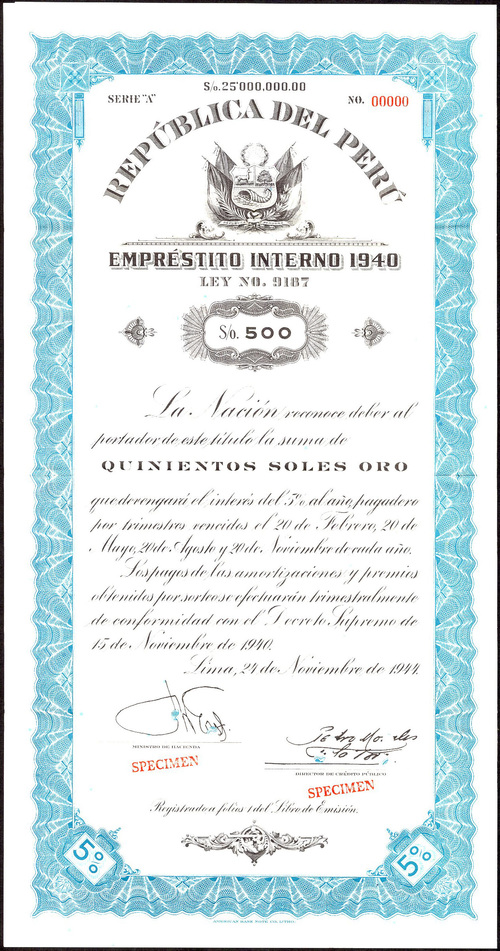 S/o. 25'000,000.00
SERIE "A"
NO. 00000
REPÚBLICA DEL PERÚ
EMPRÉSTITO INTERNO 1940
LEY NO. 9187
S/o. 500
La Nación reconoce deber al
portador de este título la suma de
QUINIENTOS SOLES ORO
que devengará el interés del 5% al año, pagadero
por trimestres vencidos el 20 de Febrero, 20 de
Mayo, 20 de Agosto y 20 de Noviembre de cada año.
Los pagos de las amortizaciones y premios
obtenidos por sorteo se efectuarán trimestralmente
de conformidad con el Decreto Supremo de
15 de Noviembre de 1940.
Lima, 24 de Noviembre de 1944.
MINISTRO DE HACIENDA
SPECIMEN
DIRECTOR DE CRÉDITO PÚBLICO
SPECIMEN
Registrado a folios 1 del Libro de Emisión.
5%
5%
AMERICAN BANK NOTE COMPANY.